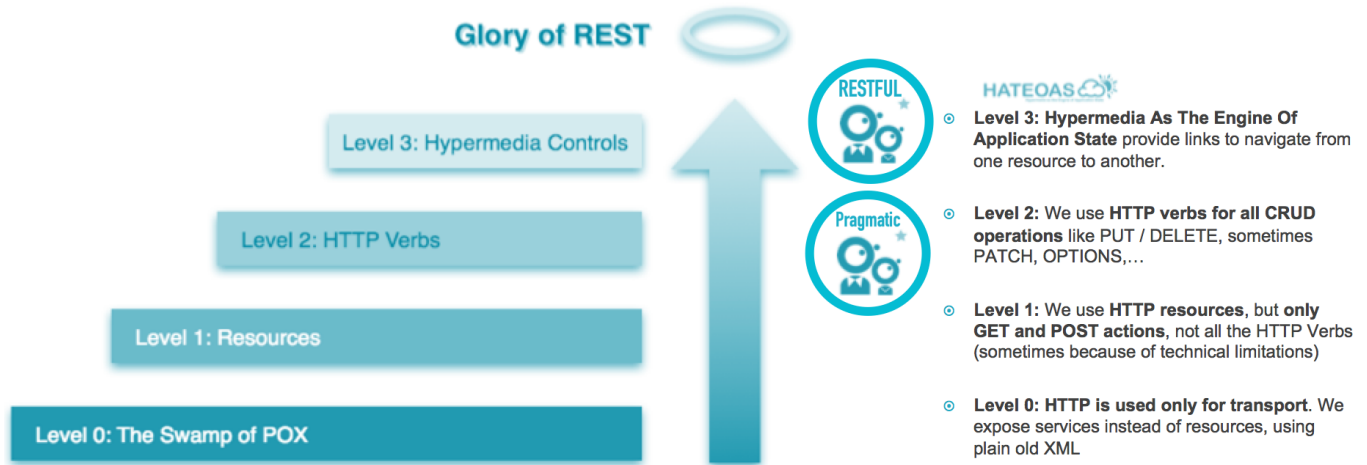 Glory of REST
Level 3: Hypermedia Controls
Level 2: HTTP Verbs
Level 1: Resources
Level 0: The Swamp of POX
RESTFUL
Pragmatic
HATEOAS
Level 3: Hypermedia As The Engine Of
Application State provide links to navigate from
one resource to another.
Level 2: We use HTTP verbs for all CRUD
operations like PUT / DELETE, sometimes
PATCH, OPTIONS,…
Level 1: We use HTTP resources, but only
GET and POST actions, not all the HTTP Verbs
(sometimes because of technical limitations)
Level 0: HTTP is used only for transport. We
expose services instead of resources, using
plain old XML